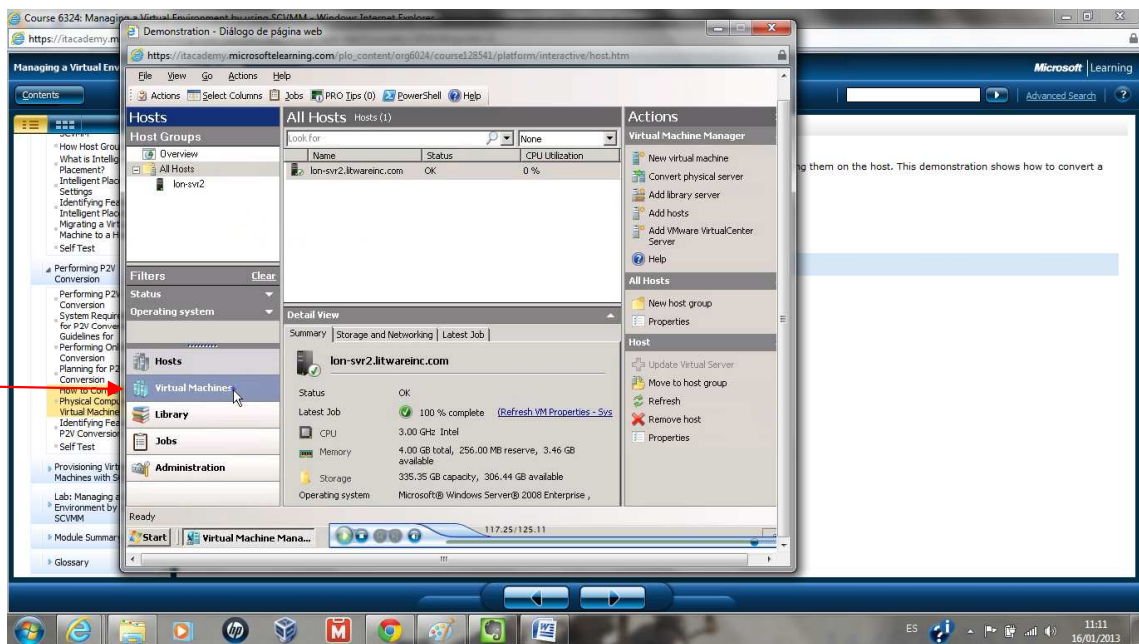 Course 6324: Managing a Virtual Environment by using SCVMM - Windows Internet Explorer
https://itacademy.m
Managing a Virtual Env
Microsoft | Learning
Contents
Advanced Search
?
SCVMM
How Host Grou
What is Intellig
Placement?
Intelligent Plac
Settings
Identifying Fea
Intelligent Plac
Migrating a Virt
Machine to a H
Self Test
Performing P2V
Conversion
Performing P2V
Conversion
System Require
for P2V Conver
Guidelines for
Performing Onl
Conversion
Planning for P2
Conversion
How to Conv
Physical Compu
Virtual Machine
Identifying Fea
P2V Conversion
Self Test
Provisioning Virt
Machines with S
Lab: Managing a
Environment by
SCVMM
Module Summar
Glossary
ng them on the host. This demonstration shows how to convert a
Demonstration - Diálogo de página web
https://itacademy.microsoftelearning.com/plo_content/org6024/course128541/platform/interactive/host.htm
File View Go Actions Help
Actions Select Columns Jobs PRO Tips (0) PowerShell Help
Hosts
Host Groups
Overview
All Hosts
lon-svr2
Filters Clear
Status
Operating system
Hosts
Virtual Machines
Library
Jobs
Administration
All Hosts Hosts (1)
Look for None
Name Status CPU Utilization
lon-svr2.litwareinc.com OK 0 %
Detail View
Summary Storage and Networking Latest Job
lon-svr2.litwareinc.com
Status OK
Latest Job 100 % complete (Refresh VM Properties - Sys
CPU 3.00 GHz Intel
Memory 4.00 GB total, 256.00 MB reserve, 3.46 GB
available
Storage 335.35 GB capacity, 306.44 GB available
Operating system Microsoft® Windows Server® 2008 Enterprise ,
Actions
Virtual Machine Manager
New virtual machine
Convert physical server
Add library server
Add hosts
Add VMware VirtualCenter
Server
Help
All Hosts
New host group
Properties
Host
Update Virtual Server
Move to host group
Refresh
Remove host
Properties
Ready
Start Virtual Machine Mana...
117.25/125.11
ES
11:11
16/01/2013